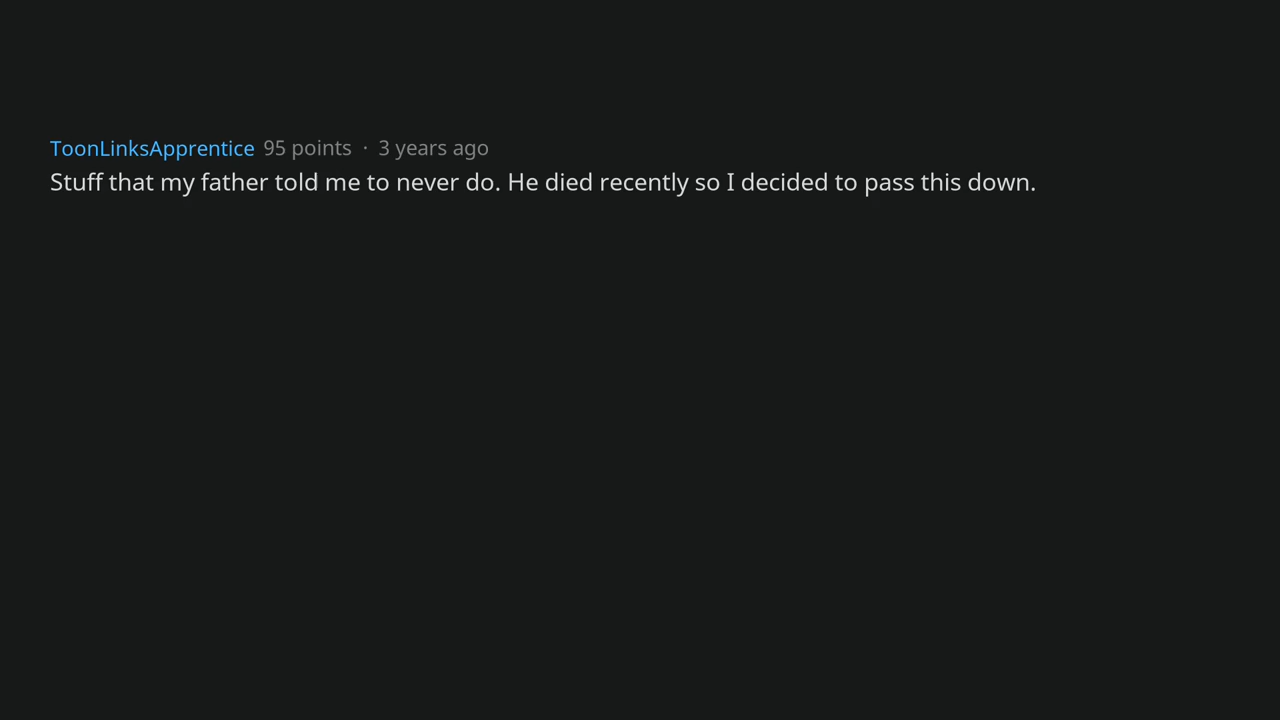 ToonLinksApprentice 95 points · 3 years ago
Stuff that my father told me to never do. He died recently so I decided to pass this down.